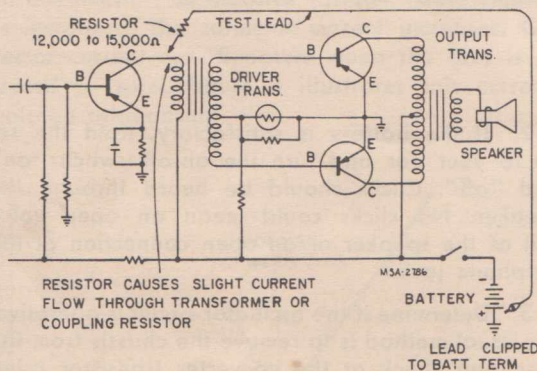 RESISTOR
12,000 to 15,000Ω
TEST LEAD
C
B
E
DRIVER
TRANS.
C
B
E
E
B
C
OUTPUT
TRANS.
SPEAKER
MSA-2786
RESISTOR CAUSES SLIGHT CURRENT
FLOW THROUGH TRANSFORMER OR
COUPLING RESISTOR
BATTERY
LEAD CLIPPED
TO BATT TERM